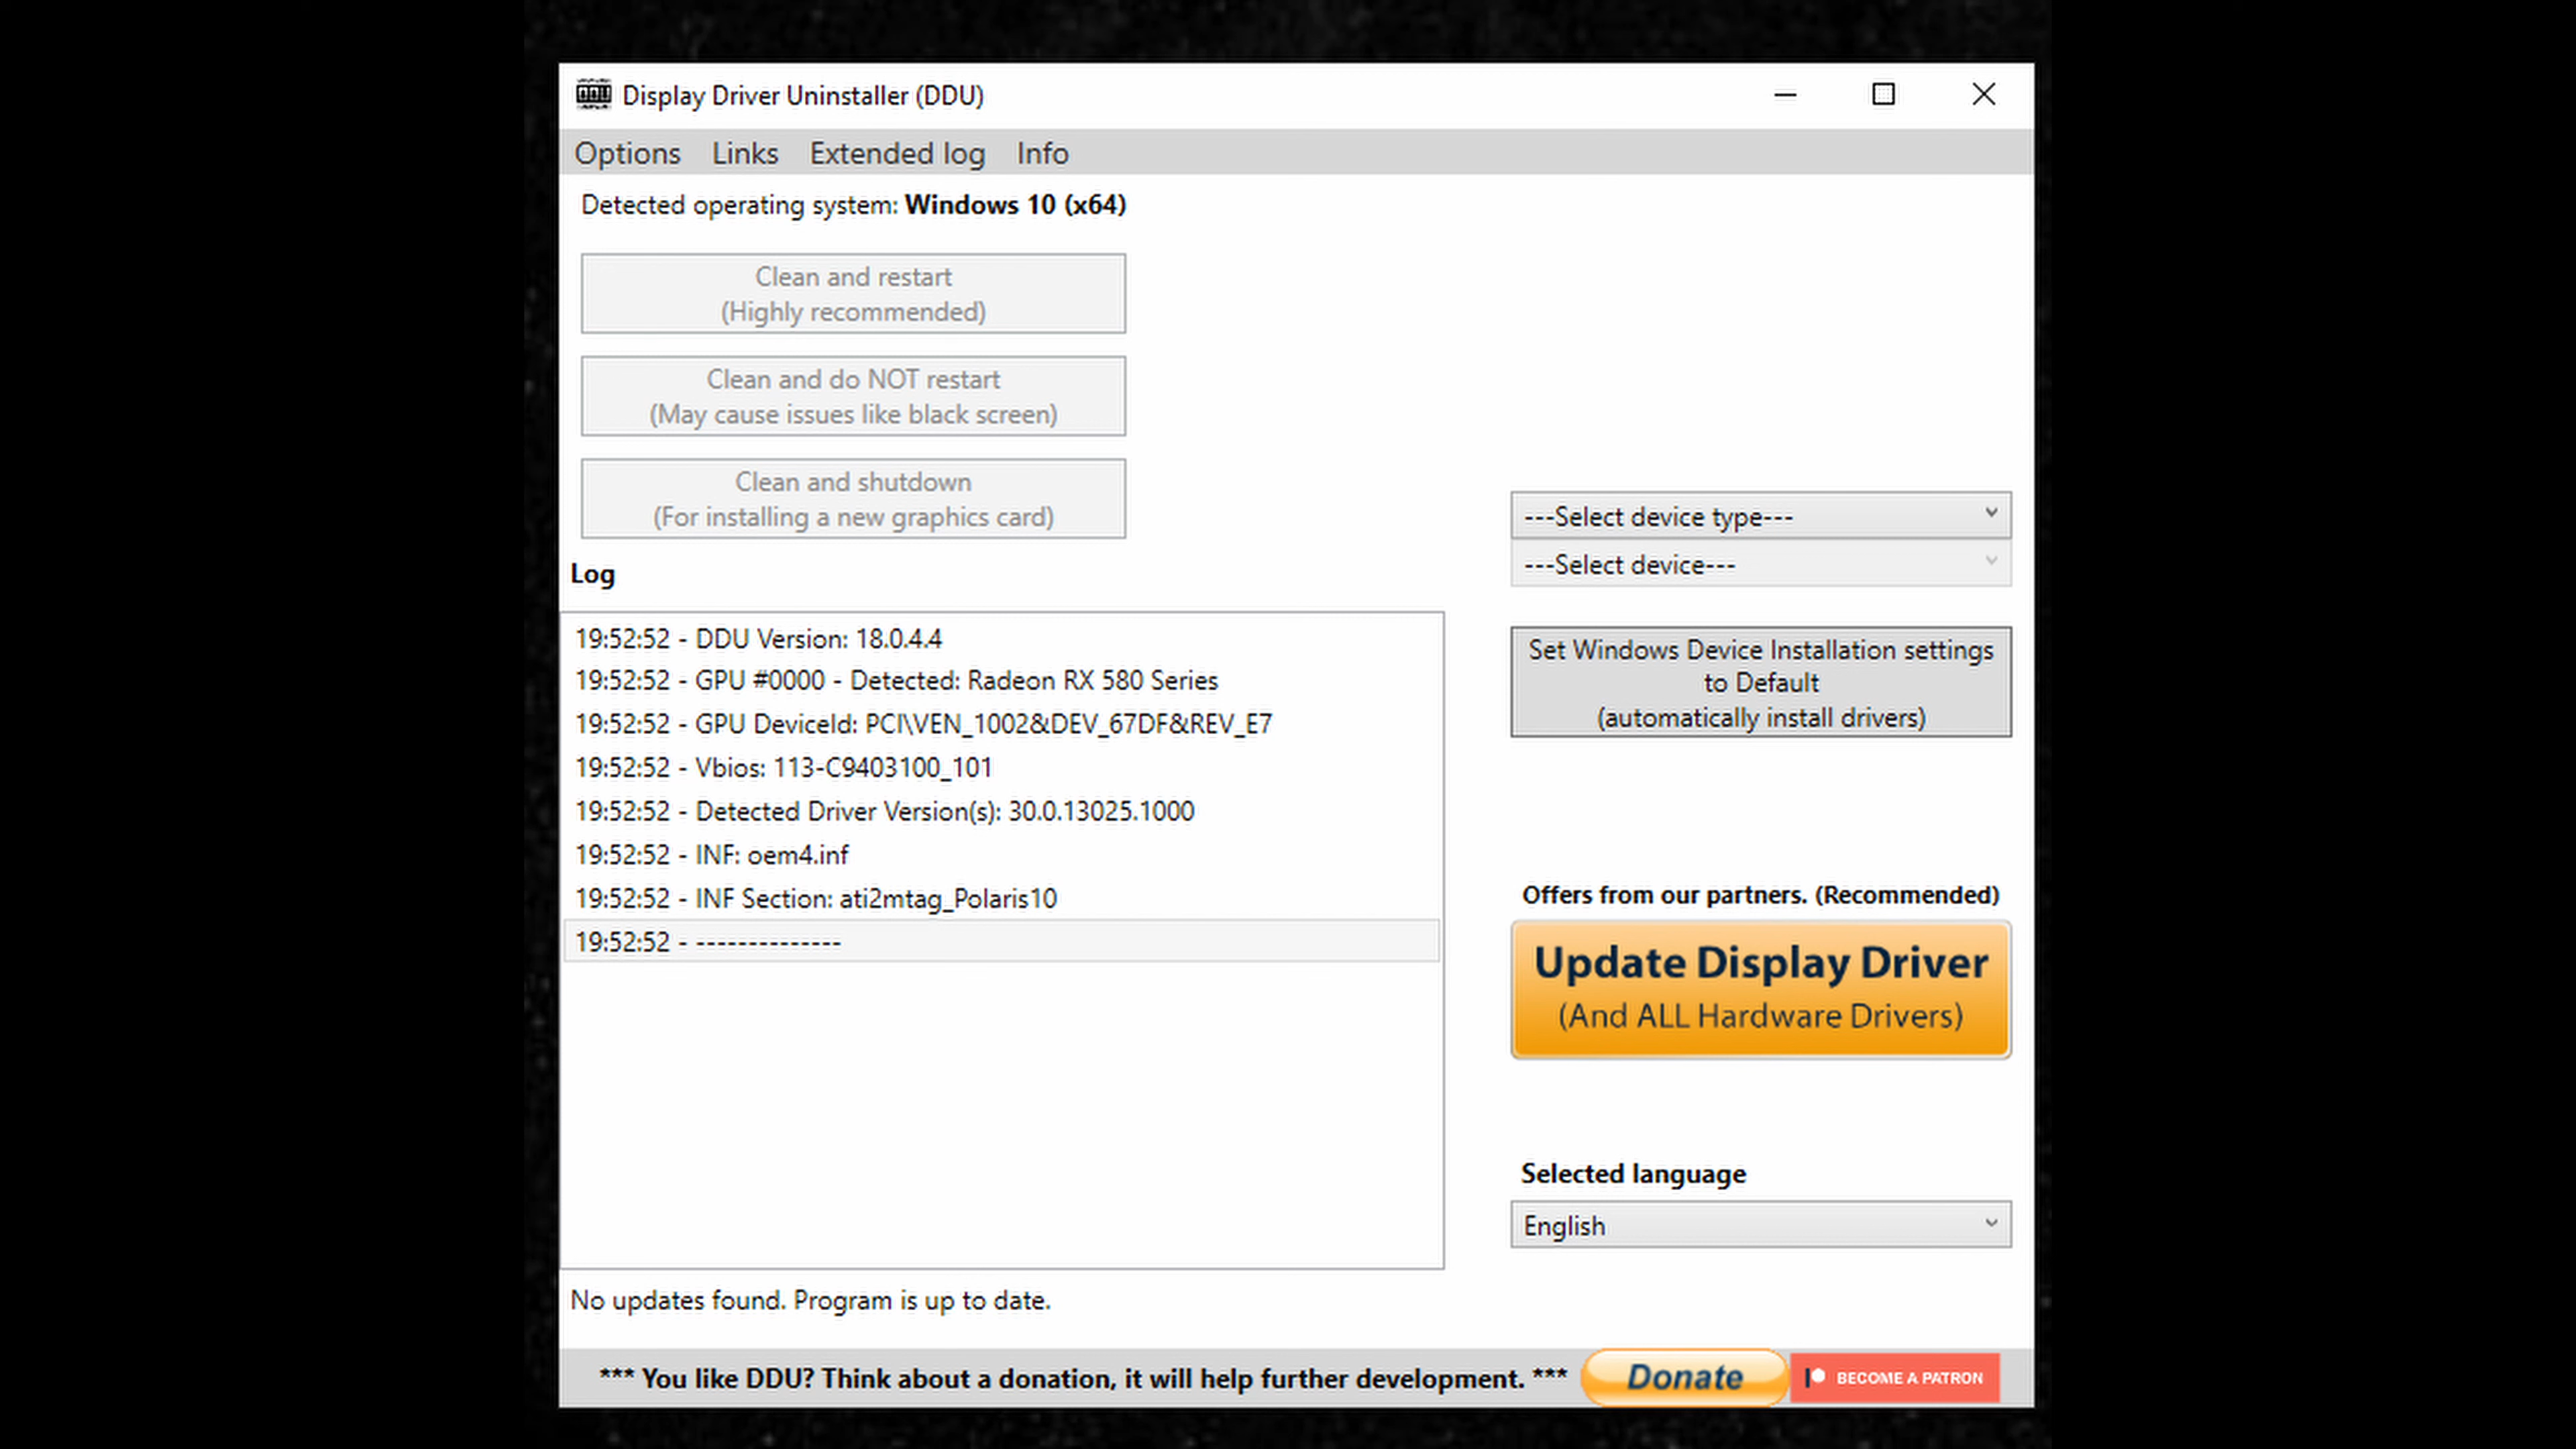 Display Driver Uninstaller (DDU)
Options Links Extended log Info
Detected operating system: Windows 10 (x64)
Clean and restart
(Highly recommended)
Clean and do NOT restart
(May cause issues like black screen)
Clean and shutdown
(For installing a new graphics card)
---Select device type---
---Select device---
Log
19:52:52 - DDU Version: 18.0.4.4
19:52:52 - GPU #0000 - Detected: Radeon RX 580 Series
19:52:52 - GPU DeviceId: PCI\VEN_1002&DEV_67DF&REV_E7
19:52:52 - Vbios: 113-C9403100_101
19:52:52 - Detected Driver Version(s): 30.0.13025.1000
19:52:52 - INF: oem4.inf
19:52:52 - INF Section: ati2mtag_Polaris10
19:52:52 - --------------
Set Windows Device Installation settings
to Default
(automatically install drivers)
Offers from our partners. (Recommended)
Update Display Driver
(And ALL Hardware Drivers)
Selected language
English
No updates found. Program is up to date.
*** You like DDU? Think about a donation, it will help further development. ***
Donate
BECOME A PATRON